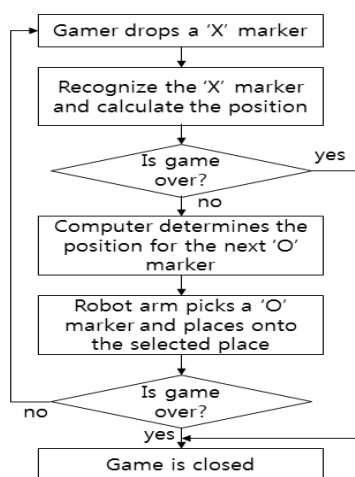 Gamer drops a ‘X’ marker
Recognize the ‘X’ marker
and calculate the position
Is game
over?
yes
no
Computer determines the
position for the next ‘O’
marker
Robot arm picks a ‘O’
marker and places onto
the selected place
Is game
over?
no
yes
Game is closed